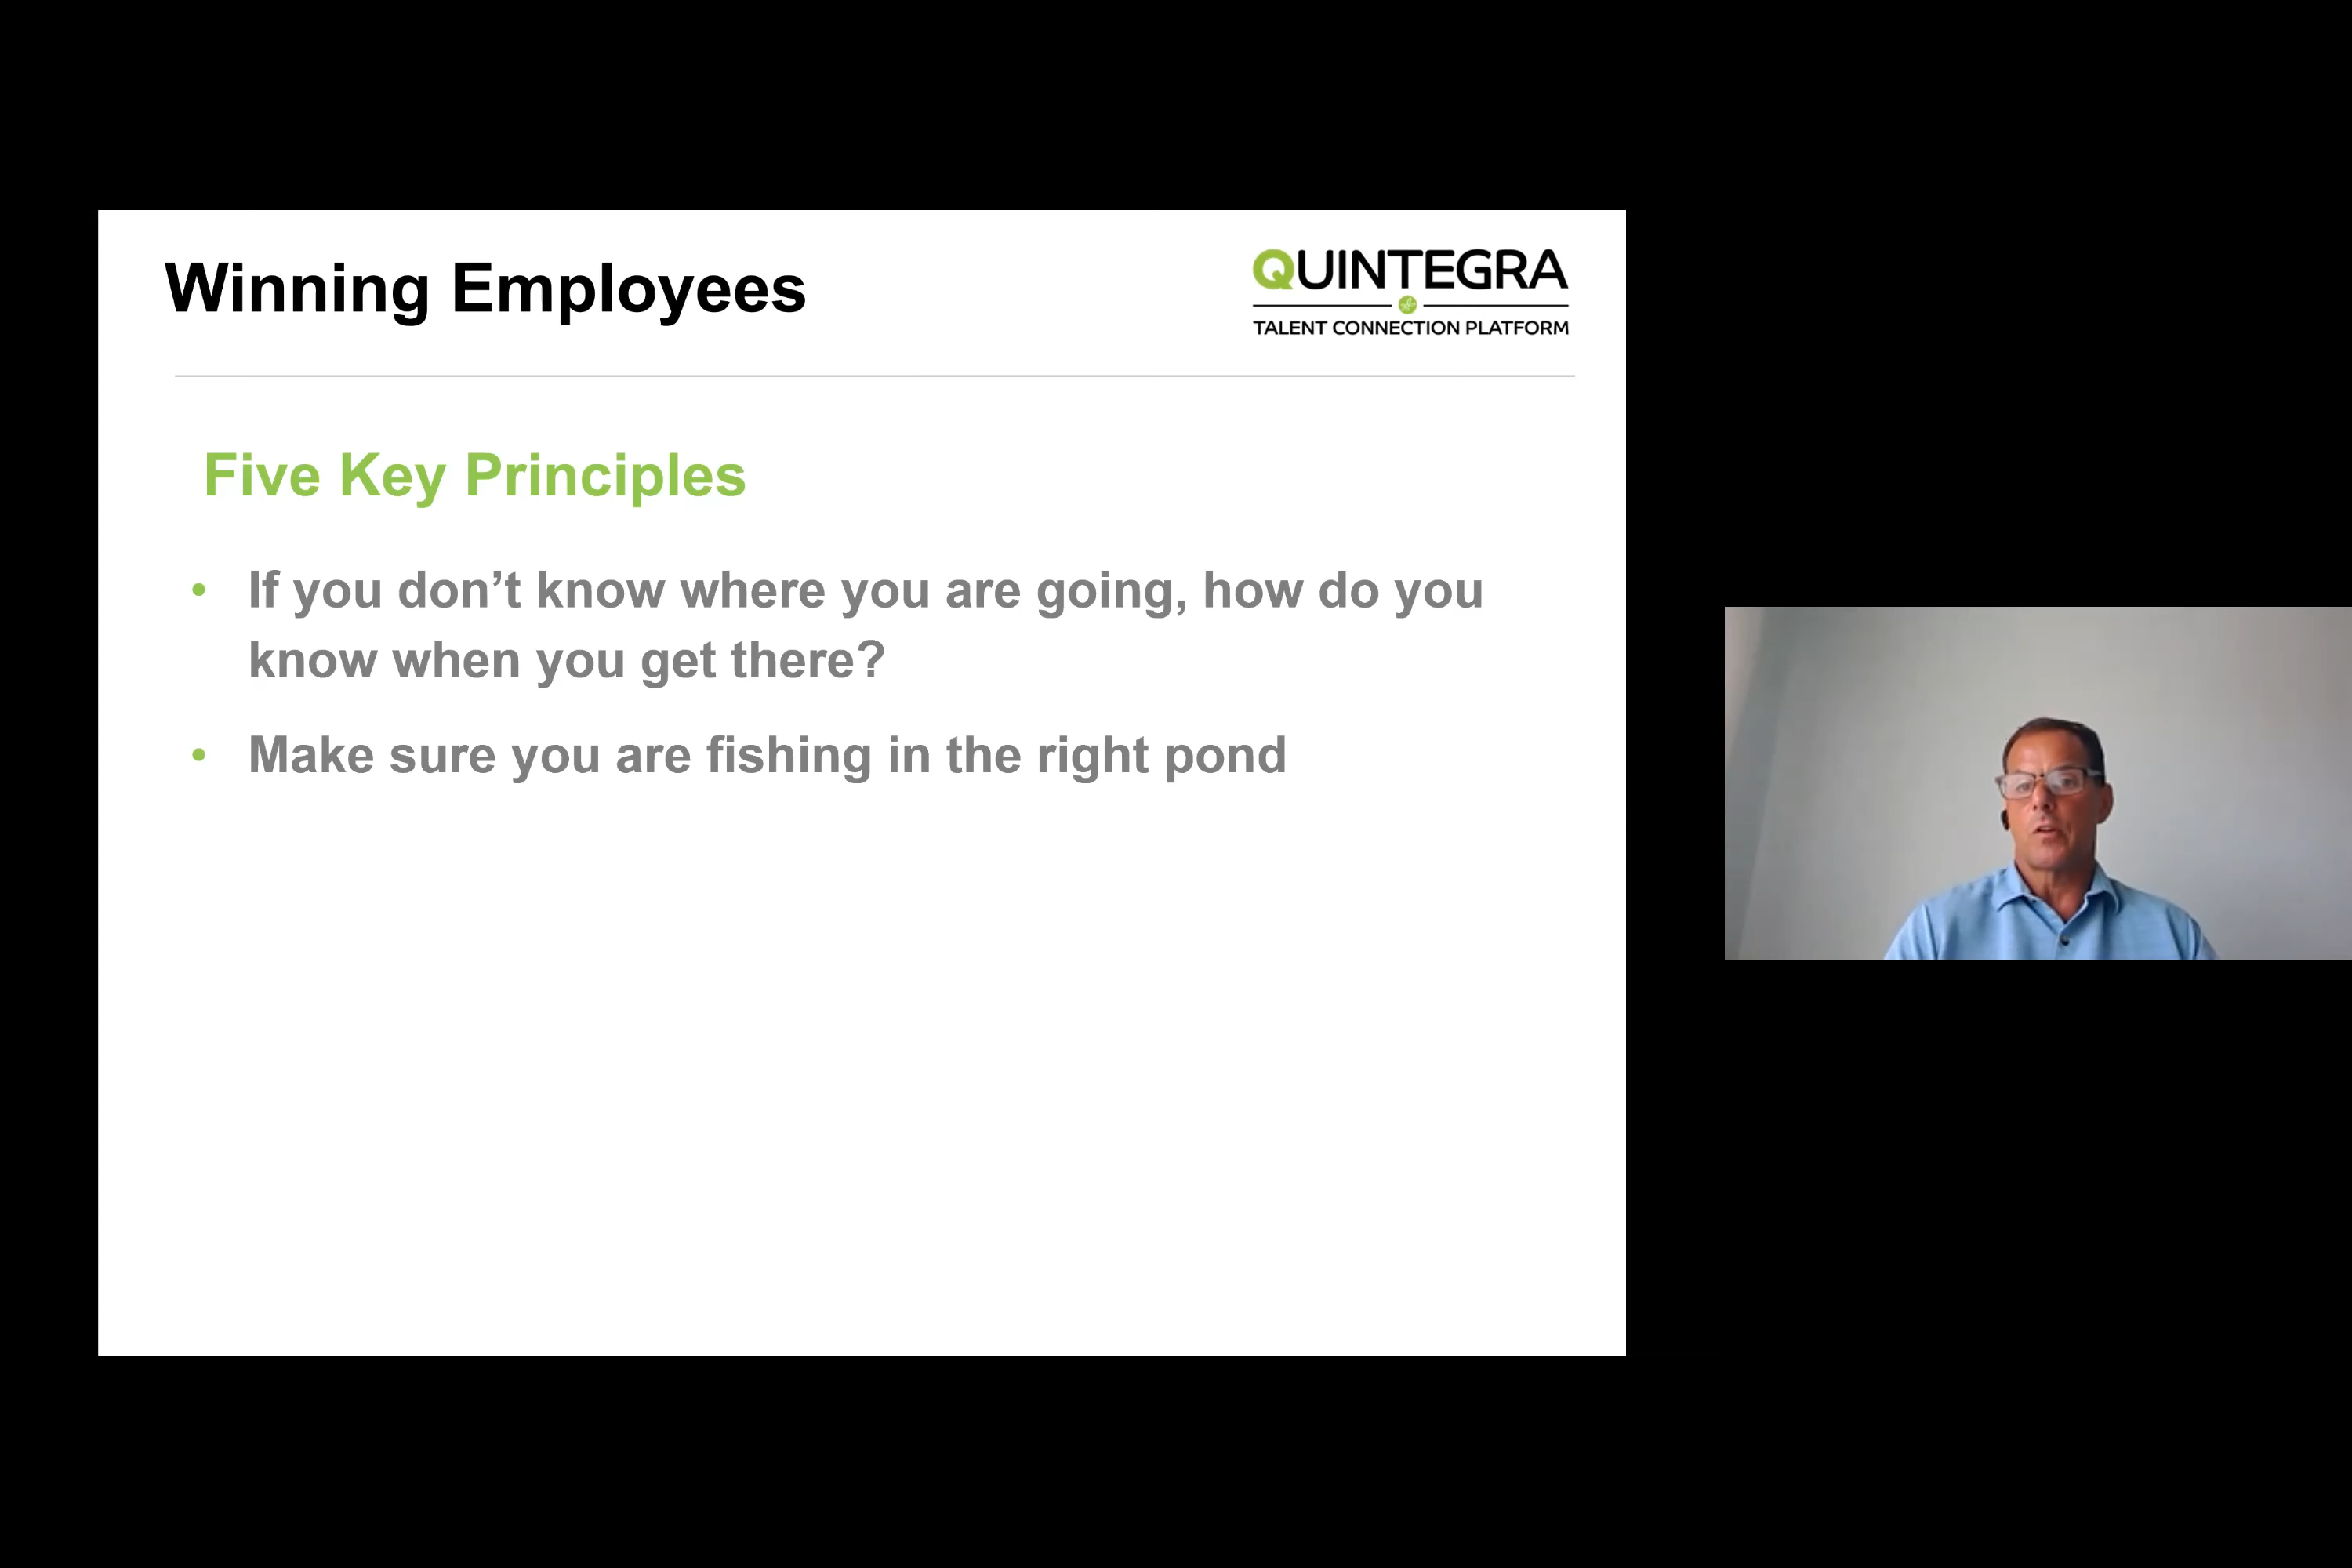 Winning Employees
QUINTEGRA
TALENT CONNECTION PLATFORM
Five Key Principles
• If you don’t know where you are going, how do you
know when you get there?
• Make sure you are fishing in the right pond